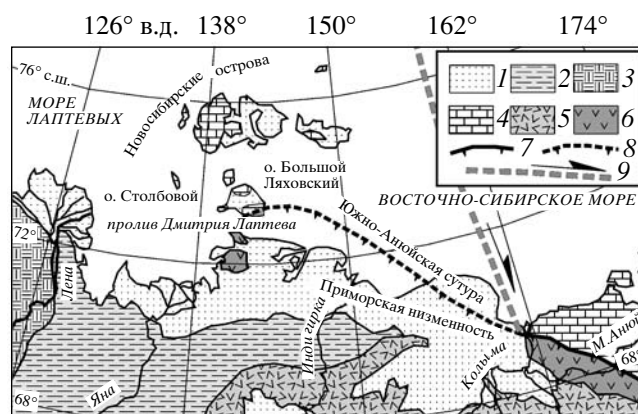 126° в.д. 138° 150° 162° 174°
76° с.ш.
МОРЕ
ЛАПТЕВЫХ
Новосибирские острова
1 2 3
4 5 6
7 8
9
о. Большой
Ляховский
о. Столбовой
ВОСТОЧНО-СИБИРСКОЕ МОРЕ
пролив Дмитрия Лаптева
Южно-Анюйская сутура
72°
Лена
Приморская низменность
Индигирка
Колыма
М. Анюй
68°
Яна
68°